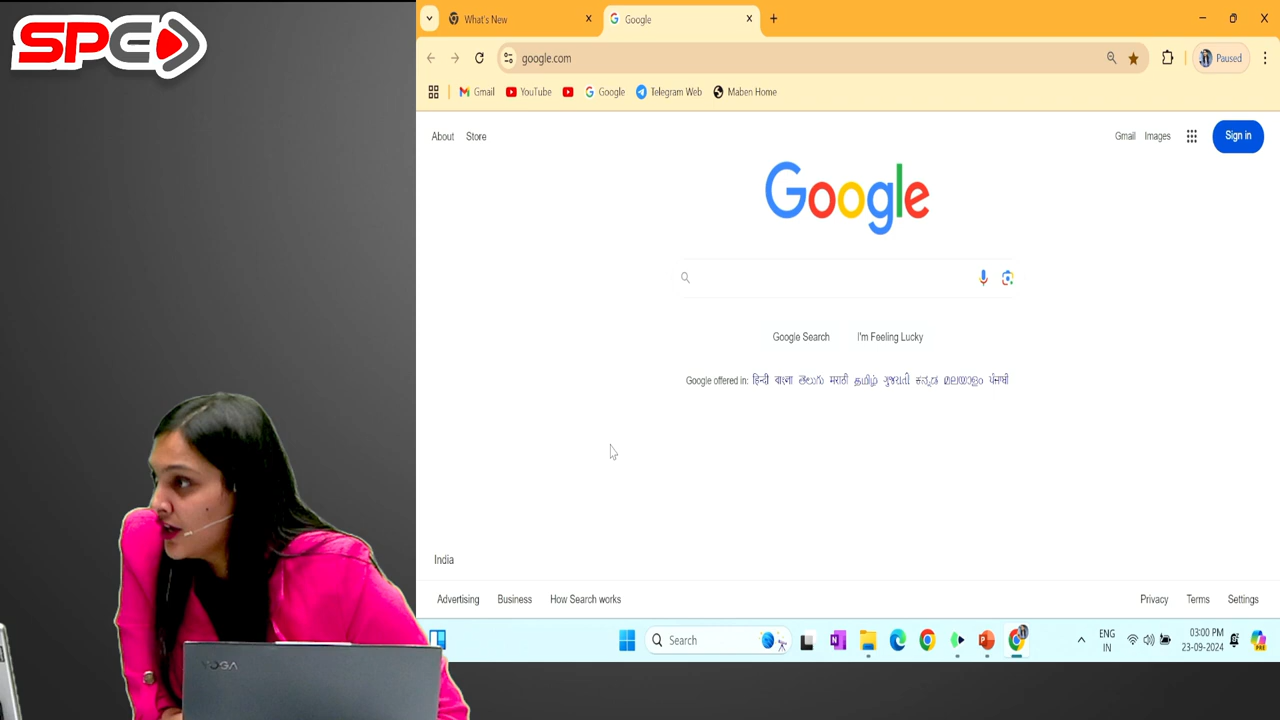 SPE
What's New
Google
google.com
Paused
Gmail
YouTube
Google
Telegram Web
Maben Home
About
Store
Gmail
Images
Sign in
Google
Google Search
I'm Feeling Lucky
Google offered in: हिन्दी বাংলা తెలుగు मराठी தமிழ் ગુજરાતી ಕನ್ನಡ മലയാളം ਪੰਜਾਬੀ
India
Advertising
Business
How Search works
Privacy
Terms
Settings
Search
ENG
IN
03:00 PM
23-09-2024
PRE
YOGA